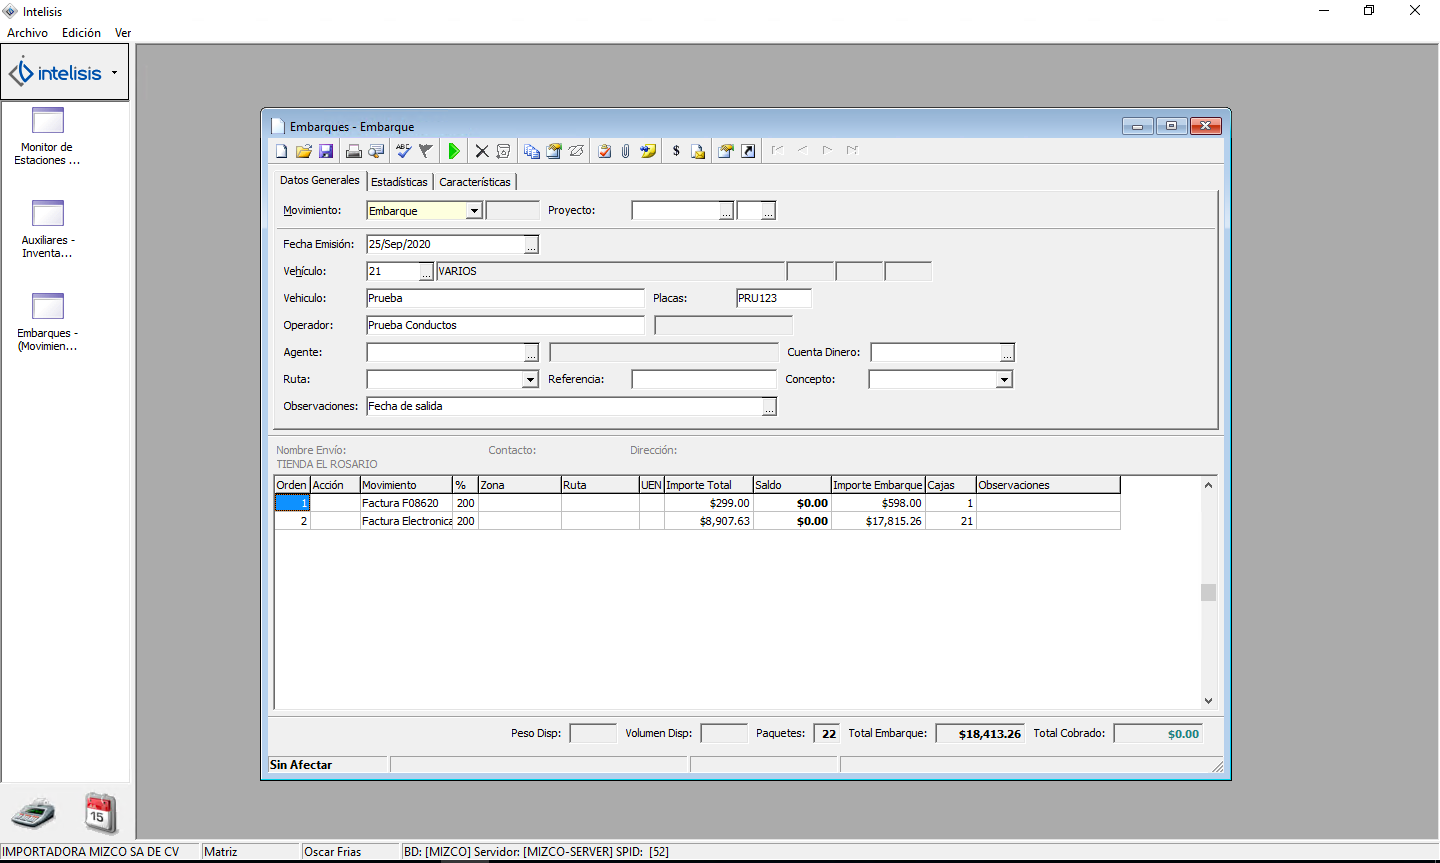 Intelisis
Archivo Edición Ver
intelisis
Monitor de
Estaciones ...
Auxiliares -
Inventa...
Embarques -
(Movimien...
Embarques - Embarque
ABC
$
Datos Generales Estadísticas Características
Movimiento: Embarque Proyecto: ... ...
Fecha Emisión: 25/Sep/2020 ...
Vehículo: 21 ... VARIOS
Vehiculo: Prueba Placas: PRU123
Operador: Prueba Conductos
Agente: ... Cuenta Dinero: ...
Ruta: Referencia: Concepto:
Observaciones: Fecha de salida ...
Nombre Envío: Contacto: Dirección:
TIENDA EL ROSARIO
Orden Acción Movimiento % Zona Ruta UEN Importe Total Saldo Importe Embarque Cajas Observaciones
1 Factura F08620 200 $299.00 $0.00 $598.00 1
2 Factura Electronica 200 $8,907.63 $0.00 $17,815.26 21
Peso Disp: Volumen Disp: Paquetes: 22 Total Embarque: $18,413.26 Total Cobrado: $0.00
Sin Afectar
15
IMPORTADORA MIZCO SA DE CV Matriz Oscar Frias BD: [MIZCO] Servidor: [MIZCO-SERVER] SPID: [52]